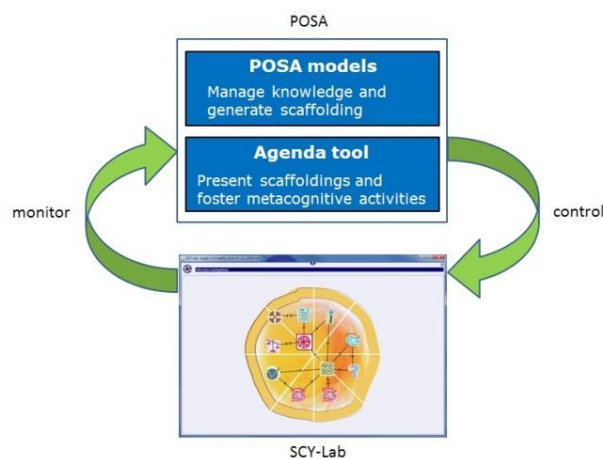 POSA
POSA models
Manage knowledge and
generate scaffolding
Agenda tool
Present scaffoldings and
foster metacognitive activities
monitor
control
SCY-Lab